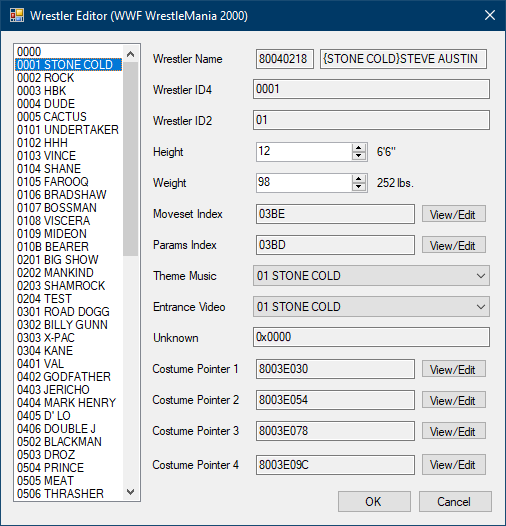 Wrestler Editor (WWF WrestleMania 2000)
0000
0001 STONE COLD
0002 ROCK
0003 HBK
0004 DUDE
0005 CACTUS
0101 UNDERTAKER
0102 HHH
0103 VINCE
0104 SHANE
0105 FAROOQ
0106 BRADSHAW
0107 BOSSMAN
0108 VISCERA
0109 MIDEON
010B BEARER
0201 BIG SHOW
0202 MANKIND
0203 SHAMROCK
0204 TEST
0301 ROAD DOGG
0302 BILLY GUNN
0303 X-PAC
0304 KANE
0401 VAL
0402 GODFATHER
0403 JERICHO
0404 MARK HENRY
0405 D' LO
0406 DOUBLE J
0502 BLACKMAN
0503 DROZ
0504 PRINCE
0505 MEAT
0506 THRASHER
Wrestler Name 80040218 {STONE COLD}STEVE AUSTIN
Wrestler ID4 0001
Wrestler ID2 01
Height 12 6'6"
Weight 98 252 lbs.
Moveset Index 03BE View/Edit
Params Index 03BD View/Edit
Theme Music 01 STONE COLD
Entrance Video 01 STONE COLD
Unknown 0x0000
Costume Pointer 1 8003E030 View/Edit
Costume Pointer 2 8003E054 View/Edit
Costume Pointer 3 8003E078 View/Edit
Costume Pointer 4 8003E09C View/Edit
OK Cancel